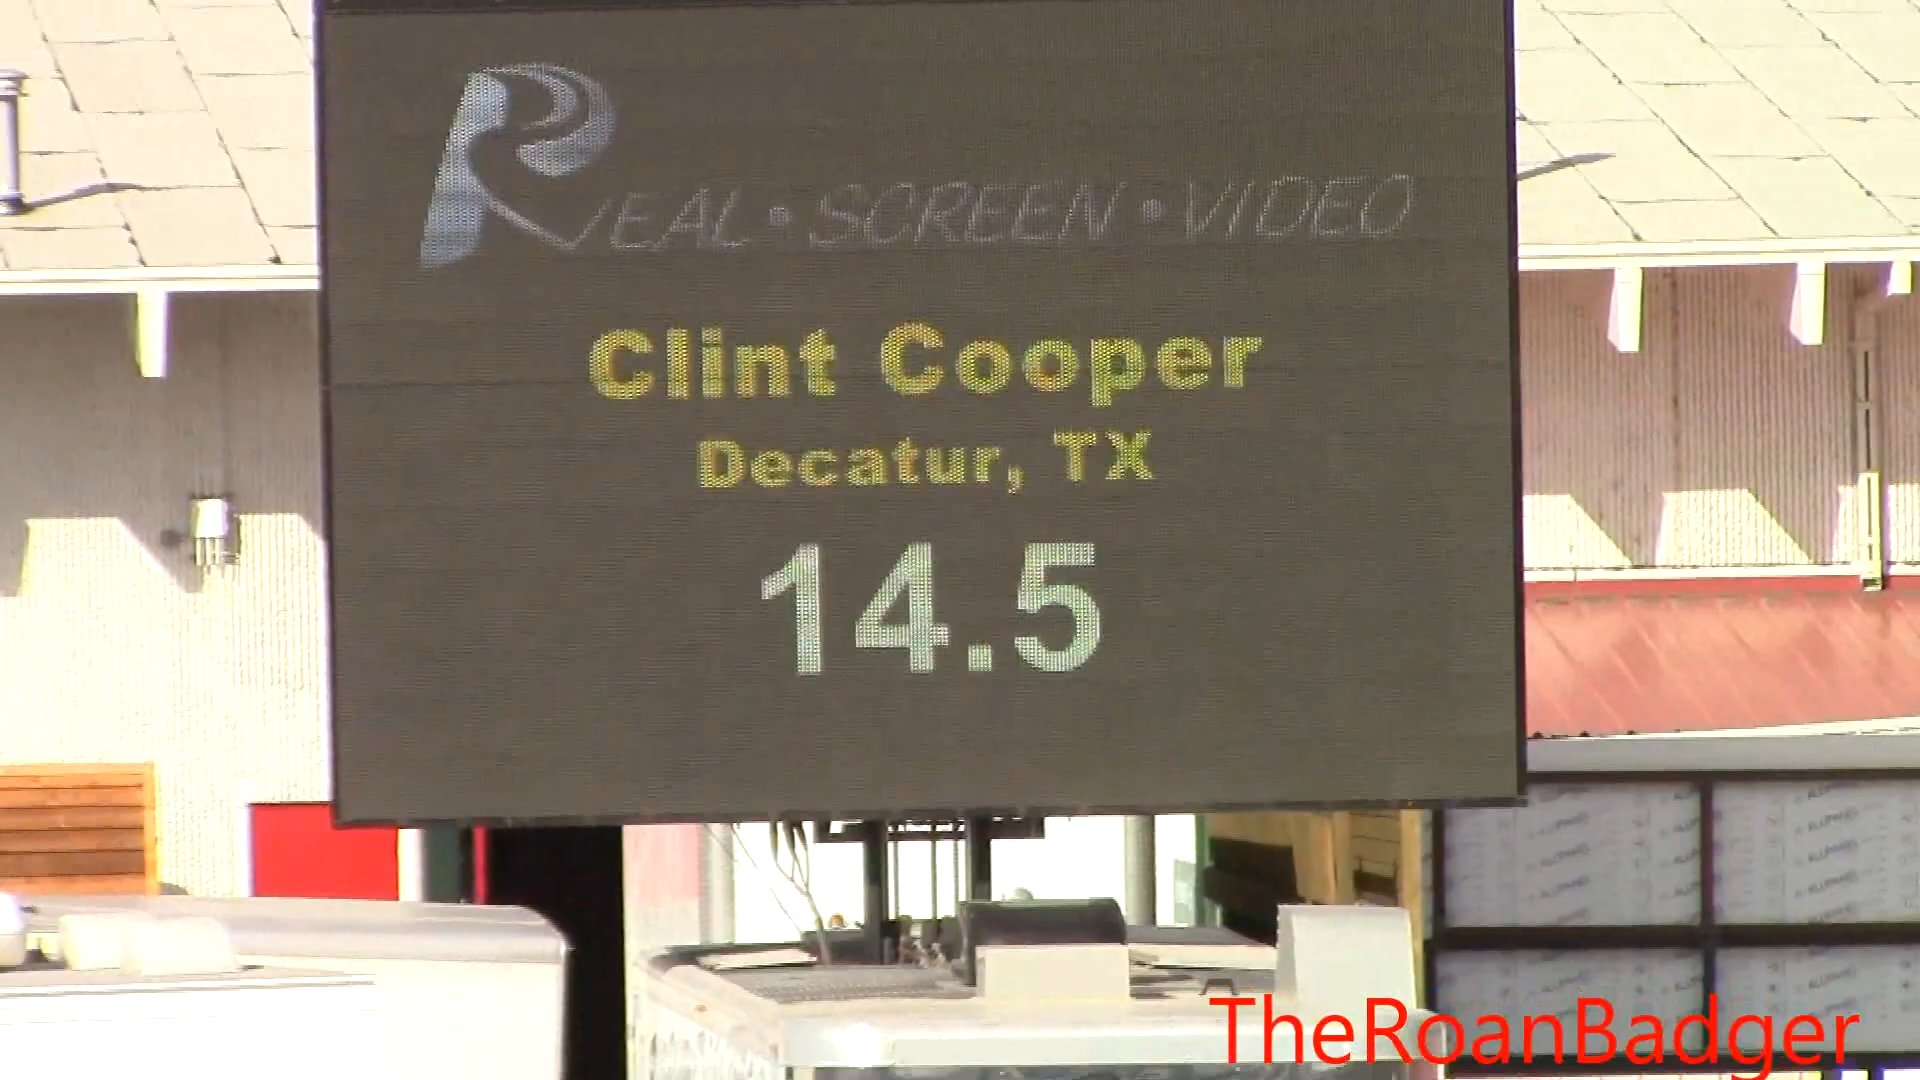 REAL • SCREEN • VIDEO
Clint Cooper
Decatur, TX
14.5
TheRoanBadger